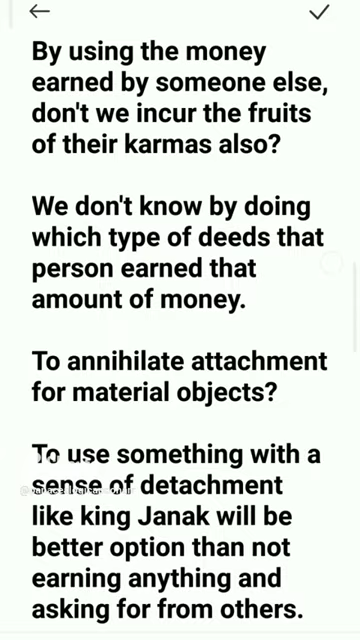 By using the money
earned by someone else,
don't we incur the fruits
of their karmas also?
We don't know by doing
which type of deeds that
person earned that
amount of money.
To annihilate attachment
for material objects?
To use something with a
sense of detachment
like king Janak will be
better option than not
earning anything and
asking for from others.